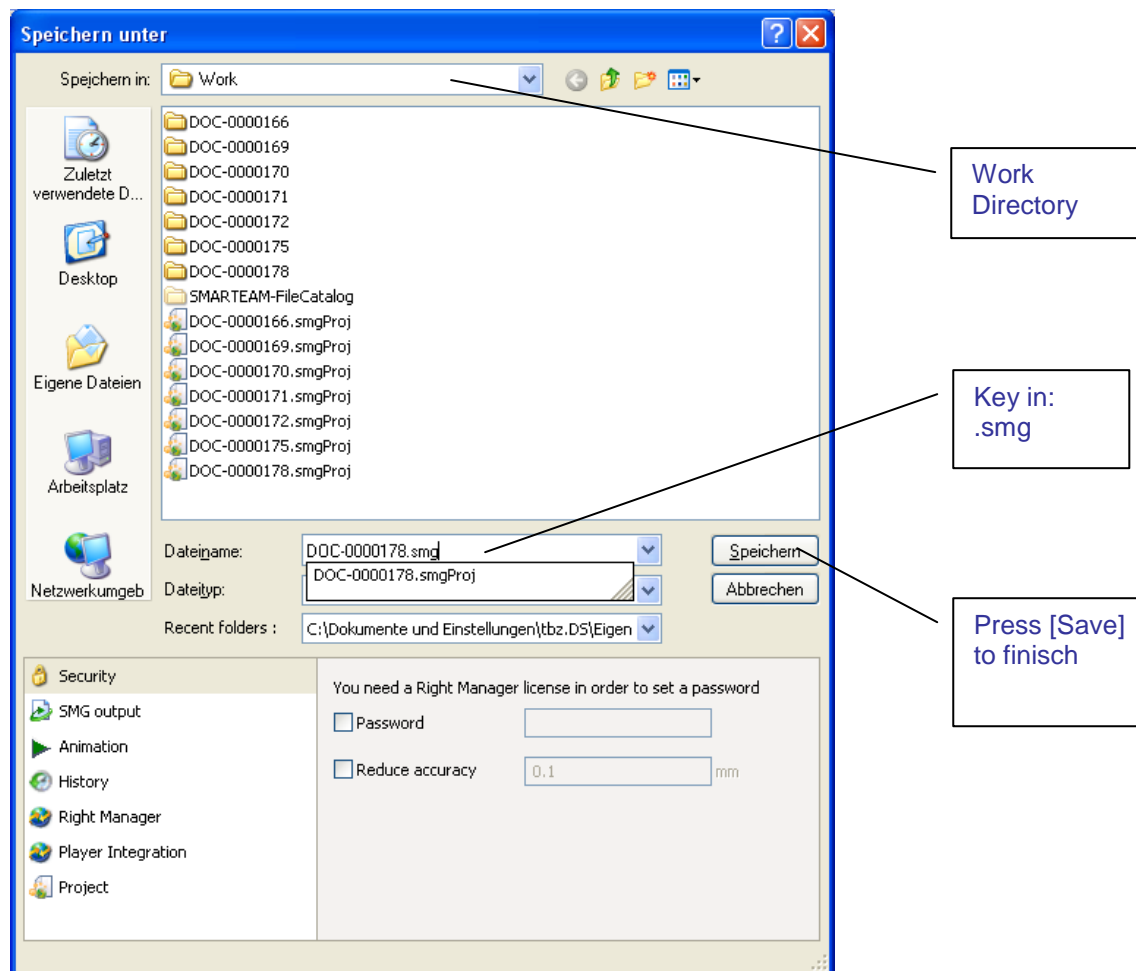 Speichern unter
Speichern in:
Work
Zuletzt
verwendete D...
Desktop
Eigene Dateien
Arbeitsplatz
Netzwerkumgeb
DOC-0000166
DOC-0000169
DOC-0000170
DOC-0000171
DOC-0000172
DOC-0000175
DOC-0000178
SMARTEAM-FileCatalog
DOC-0000166.smgProj
DOC-0000169.smgProj
DOC-0000170.smgProj
DOC-0000171.smgProj
DOC-0000172.smgProj
DOC-0000175.smgProj
DOC-0000178.smgProj
Dateiname:
DOC-0000178.smg
Speichern
DOC-0000178.smgProj
Dateityp:
Abbrechen
Recent folders :
C:\Dokumente und Einstellungen\tbz.DS\Eigen
Security
SMG output
Animation
History
Right Manager
Player Integration
Project
You need a Right Manager license in order to set a password
Password
Reduce accuracy
0.1
mm
Work
Directory
Key in:
.smg
Press [Save]
to finisch